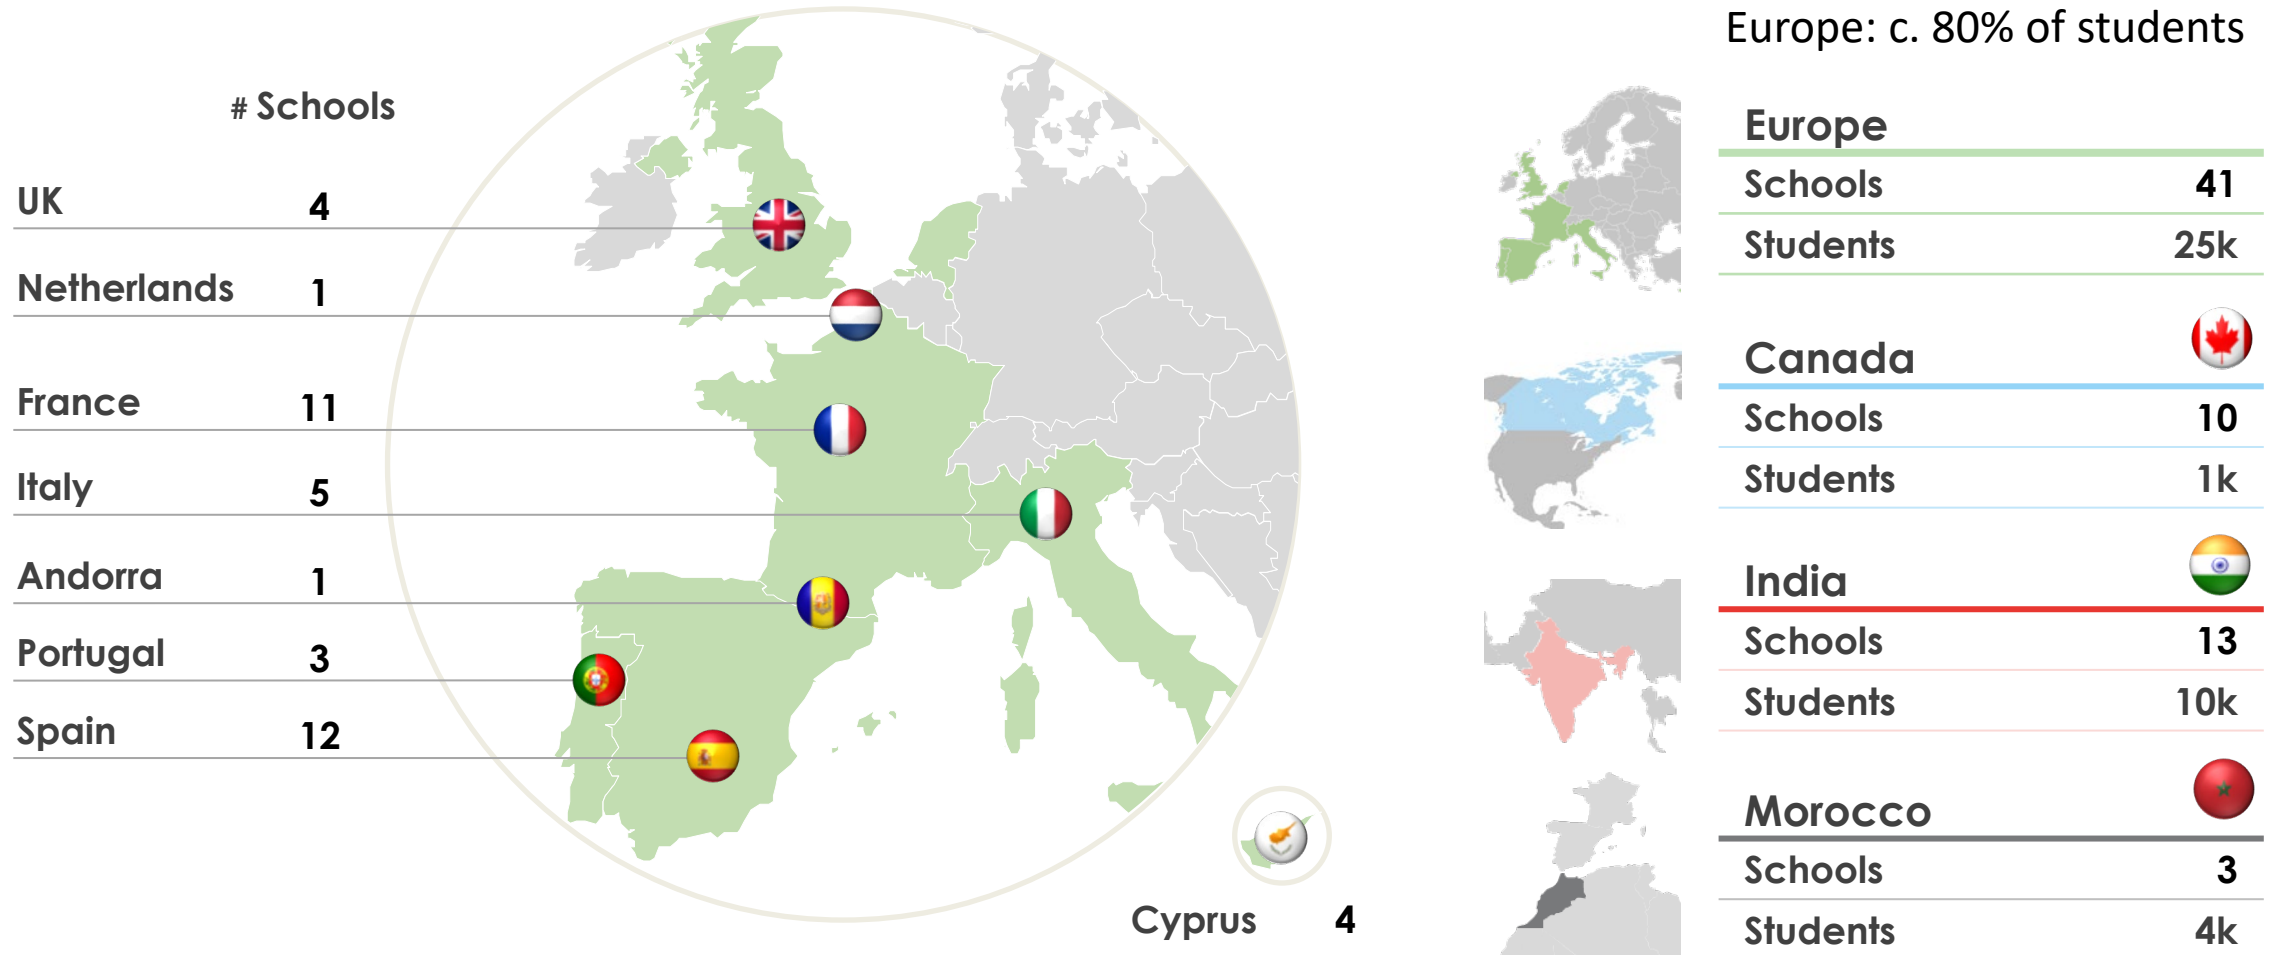 Europe: c. 80% of students
# Schools
UK 4
Netherlands 1
France 11
Italy 5
Andorra 1
Portugal 3
Spain 12
Cyprus 4
Europe
Schools 41
Students 25k
Canada
Schools 10
Students 1k
India
Schools 13
Students 10k
Morocco
Schools 3
Students 4k